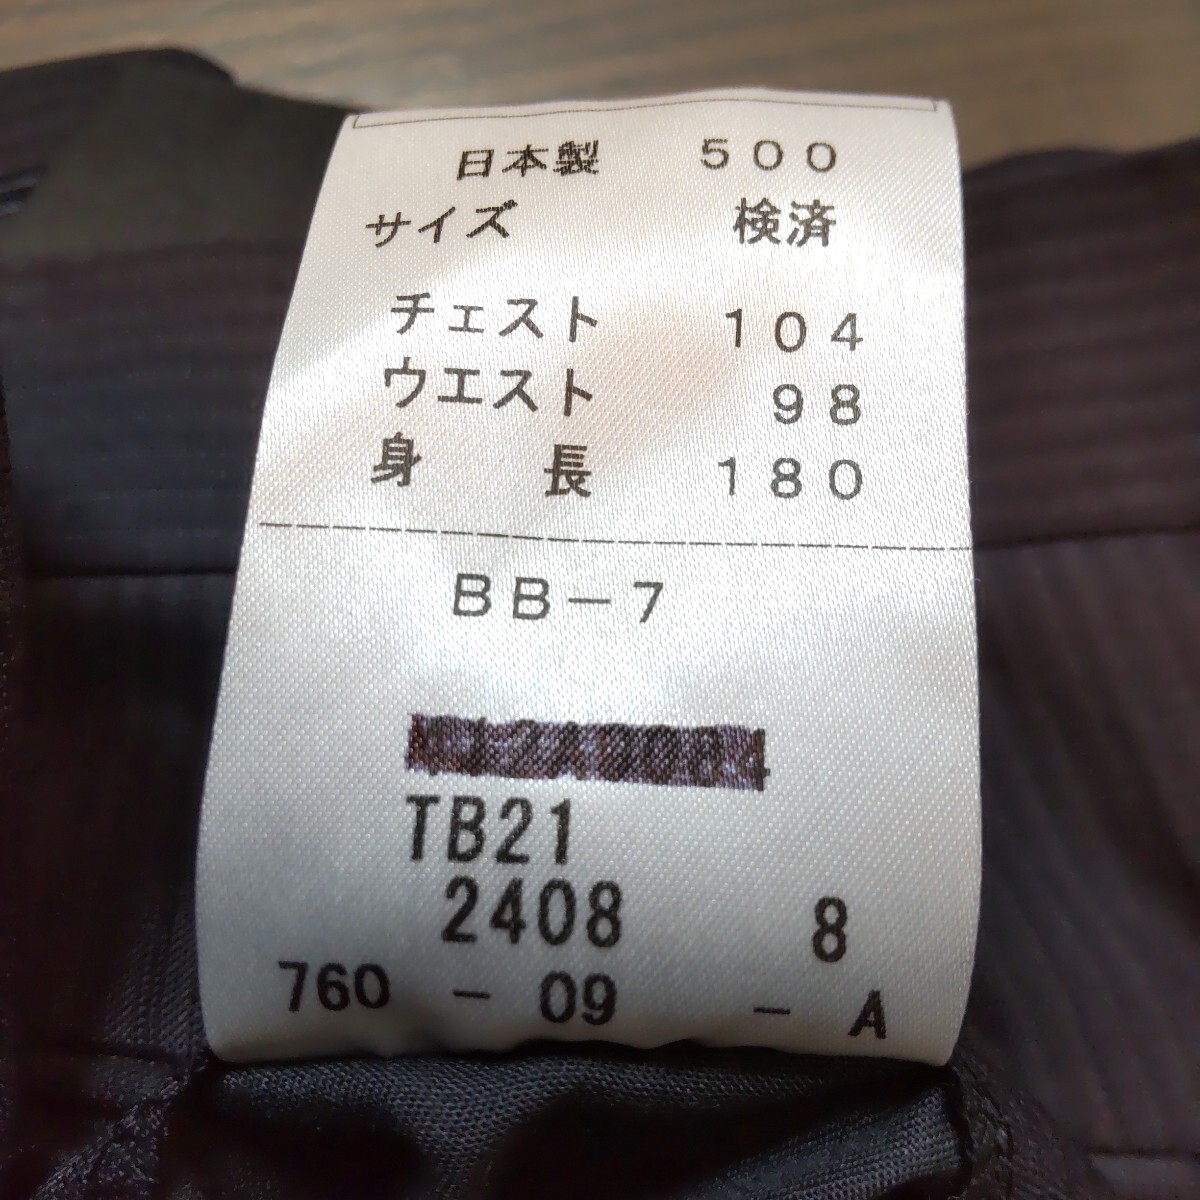 日本製 500
サイズ 検済
チェスト 104
ウエスト 98
身長 180
BB-7
TB21
2408 8
760 - 09 - A